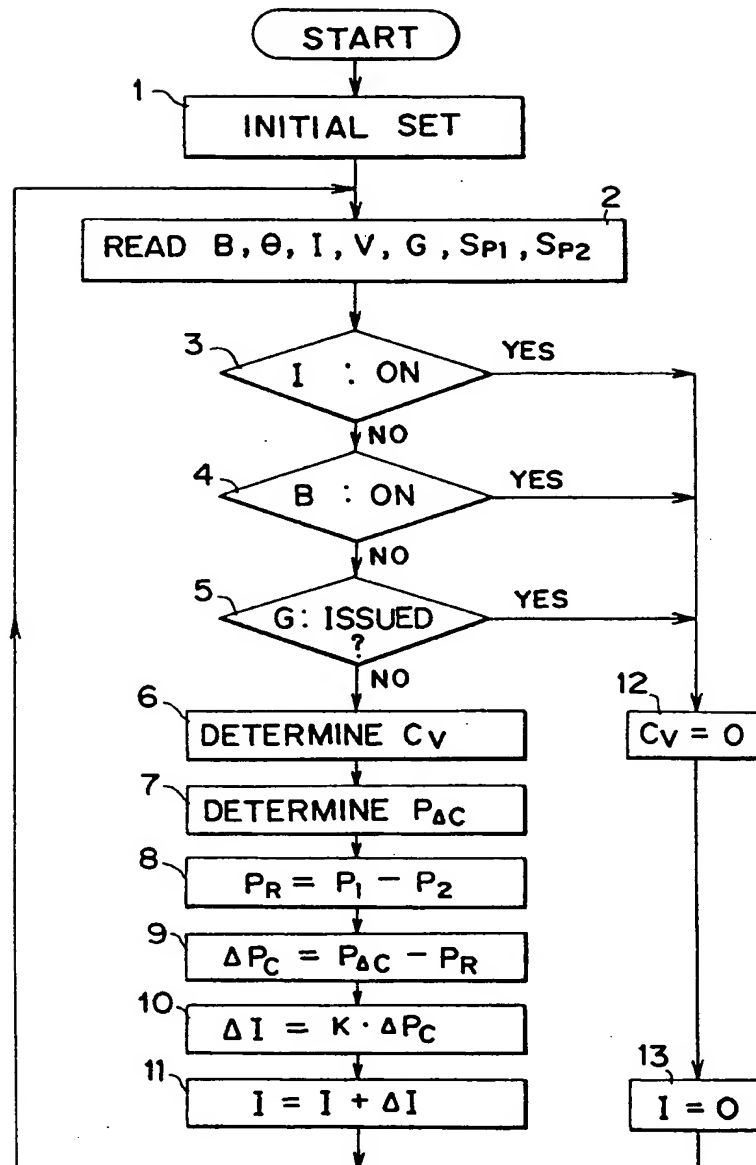 START
1
INITIAL SET
2
READ B, θ, I, V, G, SP1, SP2
3
I : ON
YES
NO
4
B : ON
YES
NO
5
G: ISSUED
?
YES
NO
6
DETERMINE CV
12
CV = 0
7
DETERMINE PΔC
8
PR = P1 − P2
9
ΔPC = PΔC − PR
10
ΔI = K · ΔPC
11
I = I + ΔI
13
I = 0